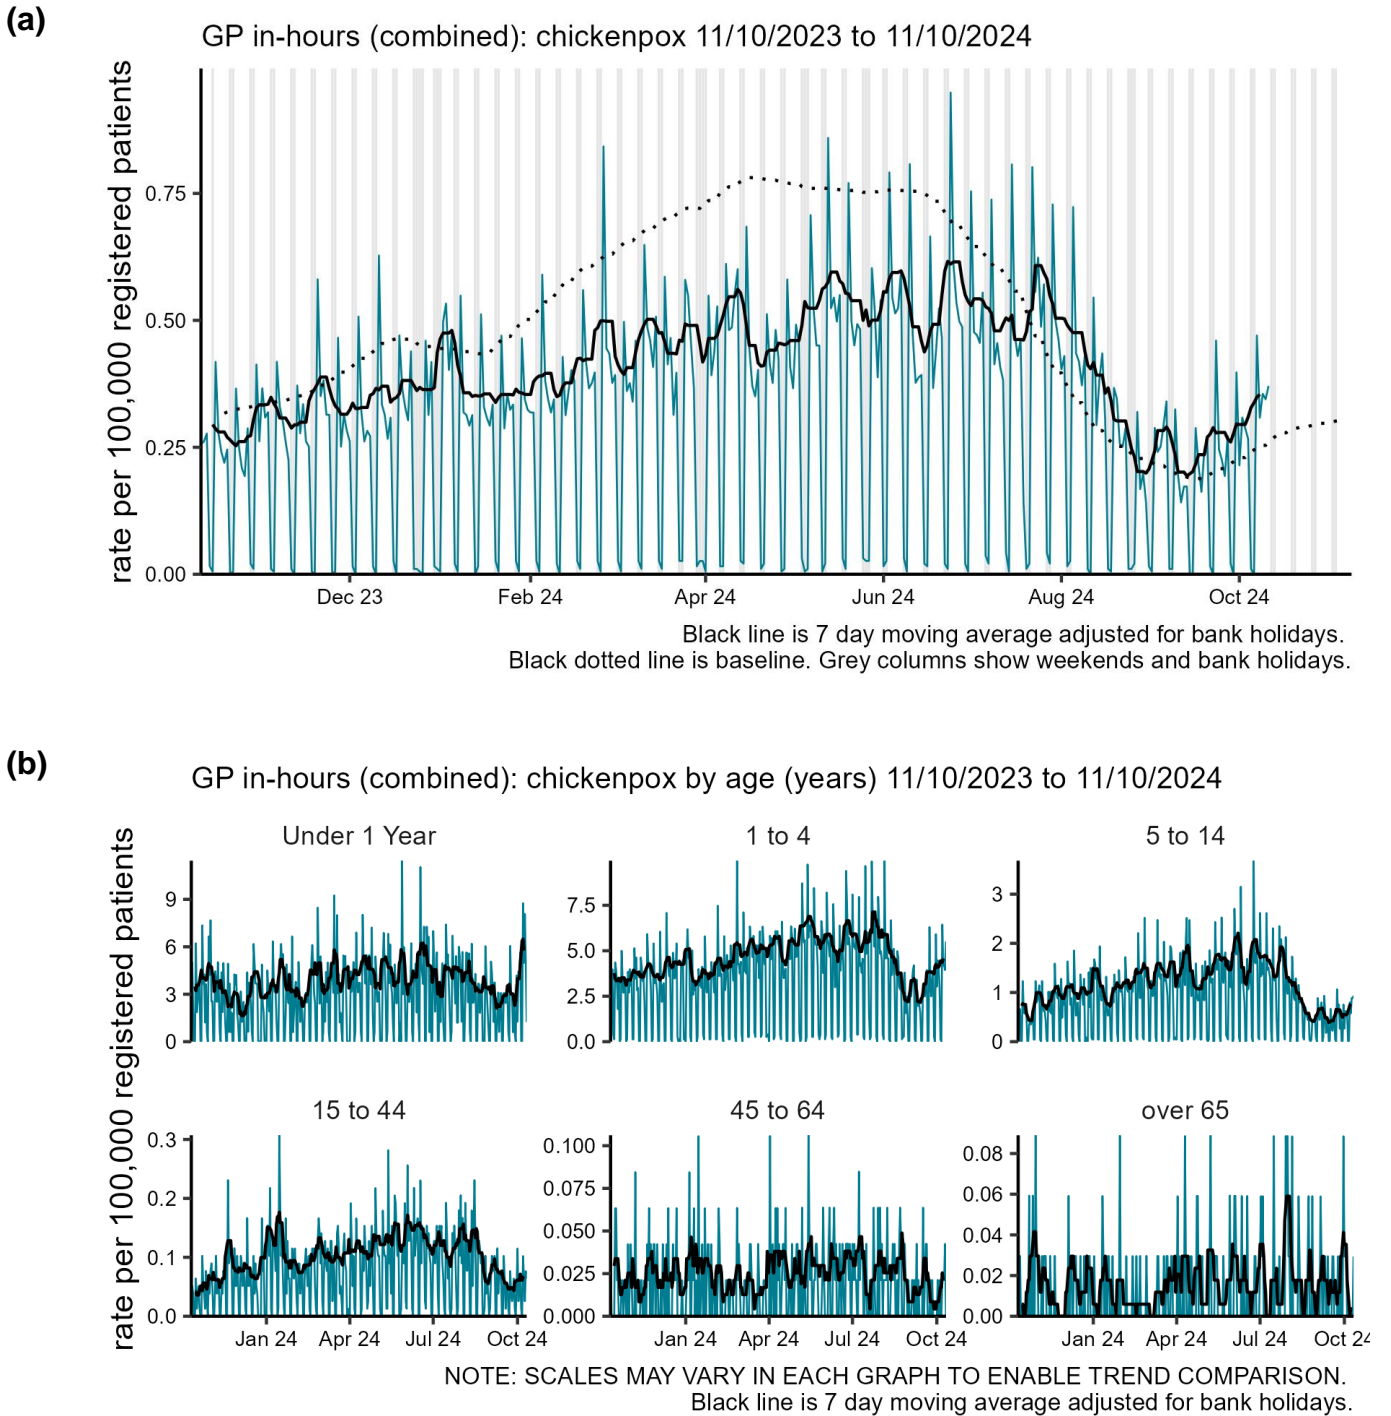 (a)
GP in-hours (combined): chickenpox 11/10/2023 to 11/10/2024
rate per 100,000 registered patients
0.75
0.50
0.25
0.00
Dec 23 Feb 24 Apr 24 Jun 24 Aug 24 Oct 24
Black line is 7 day moving average adjusted for bank holidays.
Black dotted line is baseline. Grey columns show weekends and bank holidays.
(b)
GP in-hours (combined): chickenpox by age (years) 11/10/2023 to 11/10/2024
rate per 100,000 registered patients
Under 1 Year
9
6
3
0
1 to 4
7.5
5.0
2.5
0.0
5 to 14
3
2
1
0
15 to 44
0.3
0.2
0.1
0.0
Jan 24 Apr 24 Jul 24 Oct 24
45 to 64
0.100
0.075
0.050
0.025
0.000
Jan 24 Apr 24 Jul 24 Oct 24
over 65
0.08
0.06
0.04
0.02
0.00
Jan 24 Apr 24 Jul 24 Oct 2
NOTE: SCALES MAY VARY IN EACH GRAPH TO ENABLE TREND COMPARISON.
Black line is 7 day moving average adjusted for bank holidays.